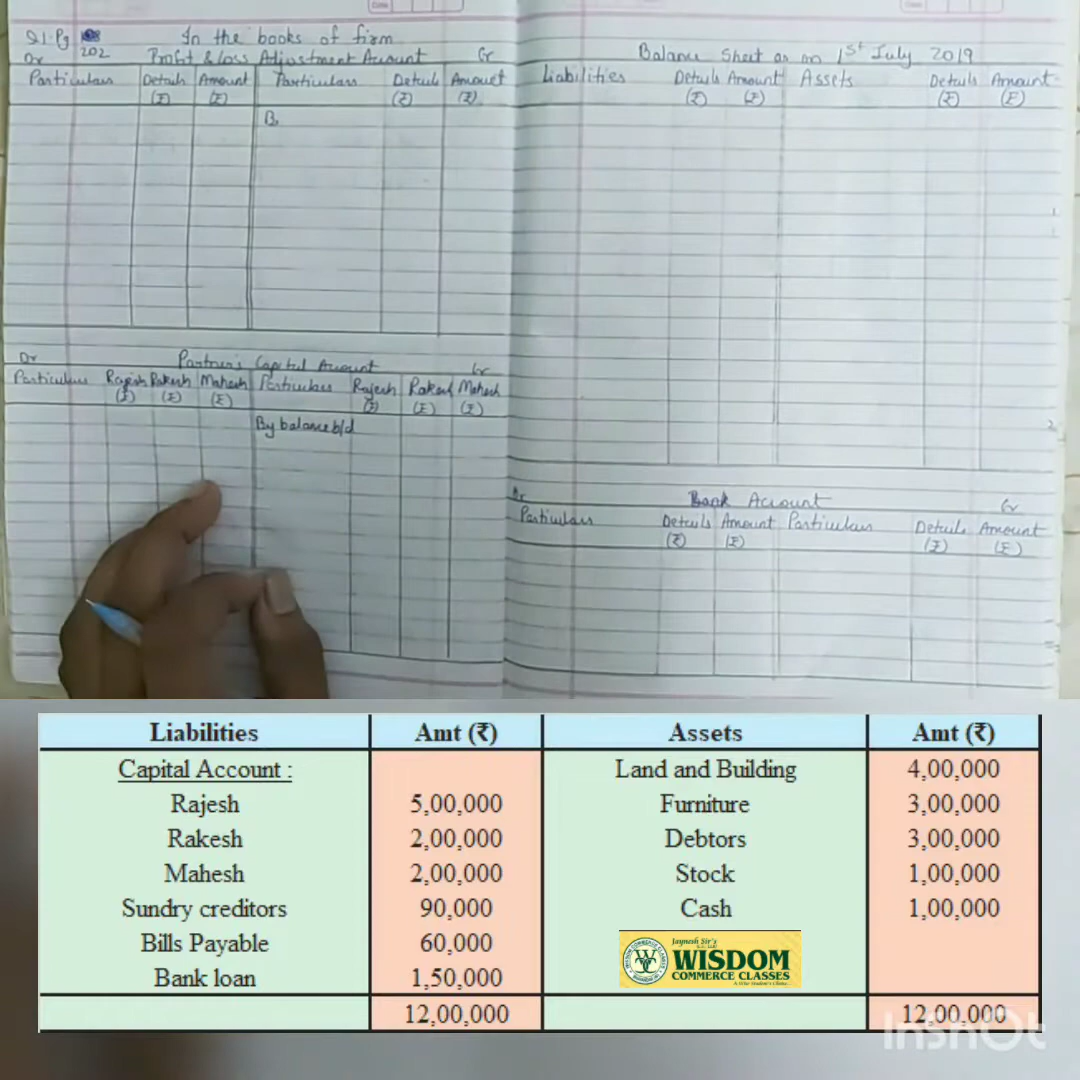 Q1. Pg
202
In the books of firm
Dr Profit & Loss Adjustment Account Cr
Particulars Details Amount Particulars Details Amount
(₹) (₹) (₹) (₹)
B
Dr Partner's Capital Account Cr
Particulars Rajesh Rakesh Mahesh Particulars Rajesh Rakesh Mahesh
(₹) (₹) (₹) (₹) (₹) (₹)
By balance b/d
Balance Sheet as on 1st July 2019
Liabilities Details Amount Assets Details Amount
(₹) (₹) (₹) (₹)
Dr Bank Account Cr
Particulars Details Amount Particulars Details Amount
(₹) (₹) (₹) (₹)
Liabilities Amt (₹) Assets Amt (₹)
Capital Account : Land and Building 4,00,000
Rajesh 5,00,000 Furniture 3,00,000
Rakesh 2,00,000 Debtors 3,00,000
Mahesh 2,00,000 Stock 1,00,000
Sundry creditors 90,000 Cash 1,00,000
Bills Payable 60,000
Bank loan 1,50,000
Jaynesh Sir's
WISDOM
COMMERCE CLASSES
12,00,000 12,00,000
InShOt